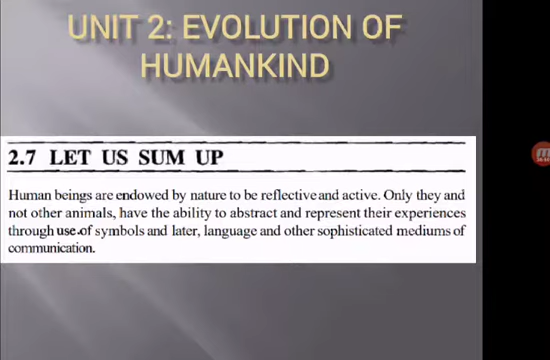 UNIT 2: EVOLUTION OF
HUMANKIND
2.7 LET US SUM UP
Human beings are endowed by nature to be reflective and active. Only they and
not other animals, have the ability to abstract and represent their experiences
through use of symbols and later, language and other sophisticated mediums of
communication.